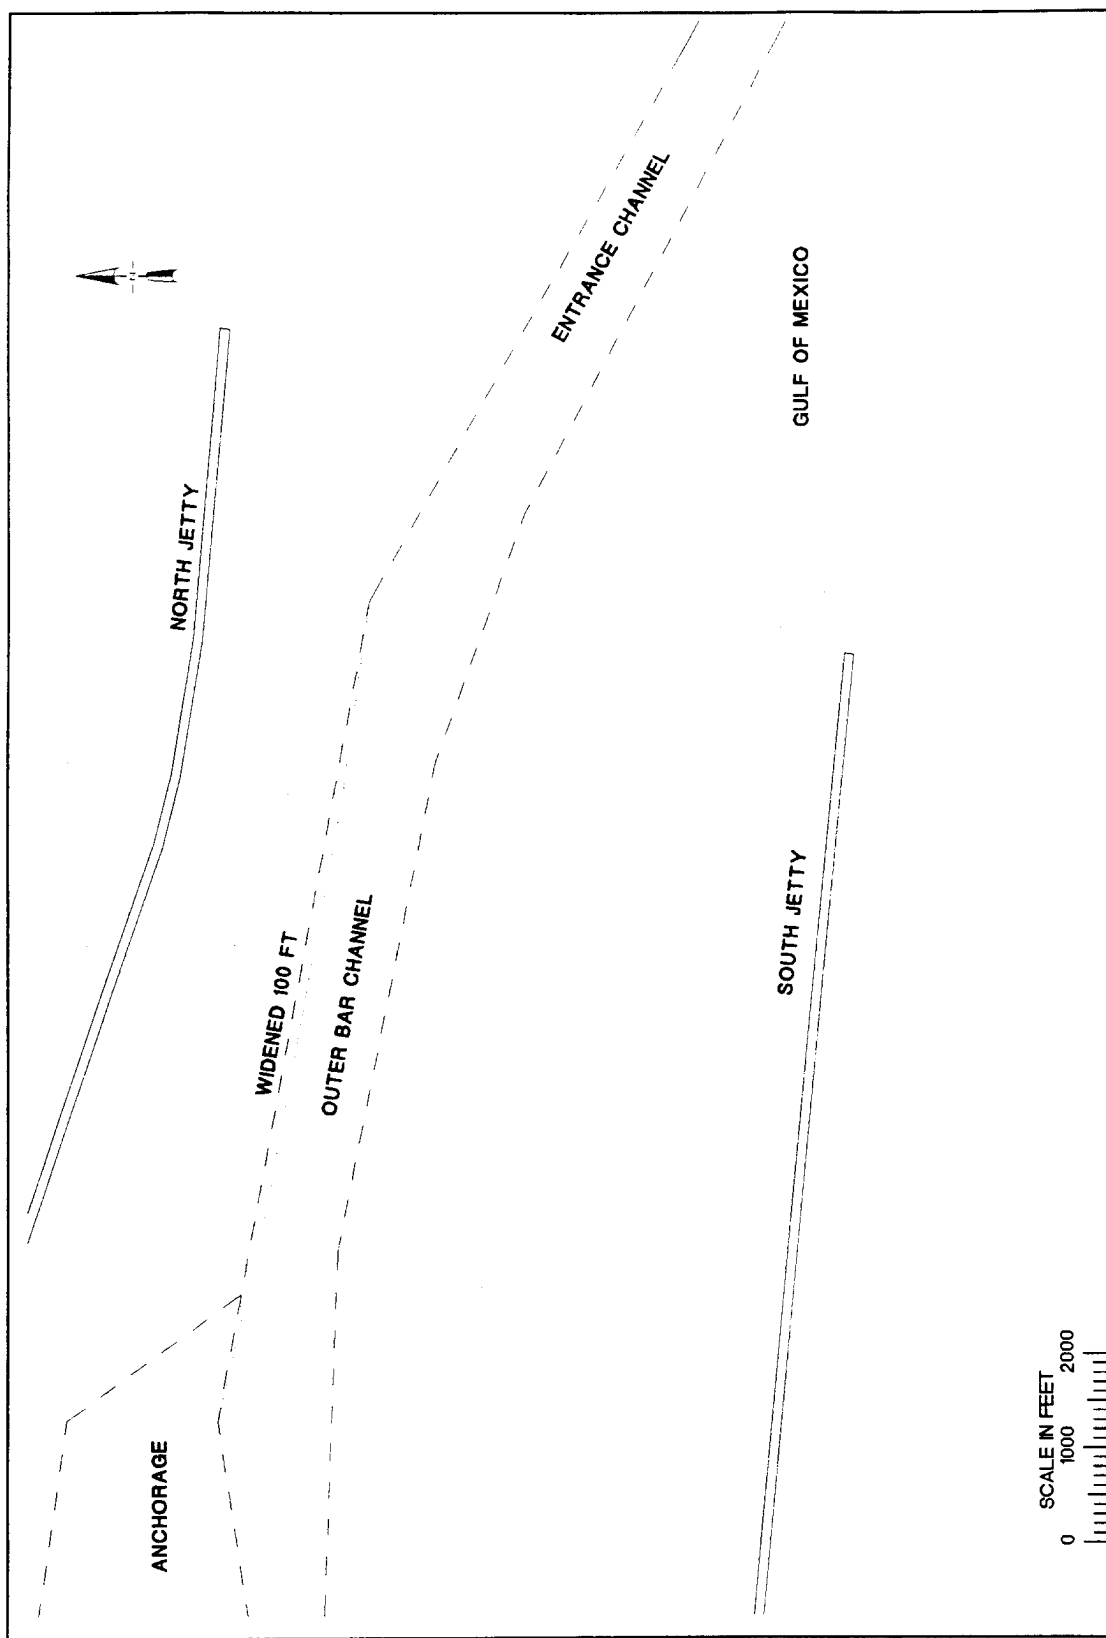 N
NORTH JETTY
ENTRANCE CHANNEL
GULF OF MEXICO
WIDENED 100 FT
OUTER BAR CHANNEL
SOUTH JETTY
ANCHORAGE
SCALE IN FEET
0 1000 2000